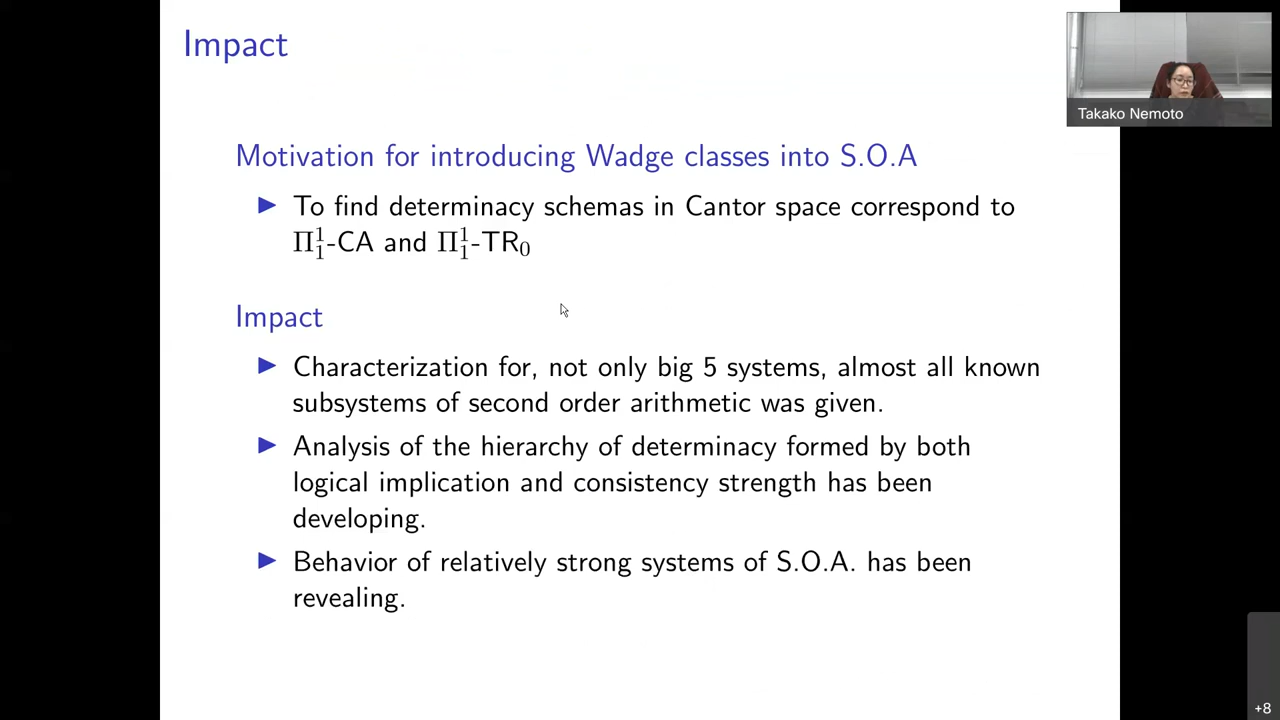 Impact
Takako Nemoto
Motivation for introducing Wadge classes into S.O.A
▶ To find determinacy schemas in Cantor space correspond to
Π¹₁-CA and Π¹₁-TR₀
Impact
▶ Characterization for, not only big 5 systems, almost all known
subsystems of second order arithmetic was given.
▶ Analysis of the hierarchy of determinacy formed by both
logical implication and consistency strength has been
developing.
▶ Behavior of relatively strong systems of S.O.A. has been
revealing.
+8